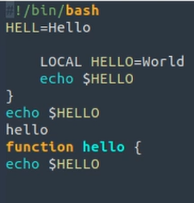 #!/bin/bash
HELL=Hello
LOCAL HELLO=World
echo $HELLO
}
echo $HELLO
hello
function hello {
echo $HELLO